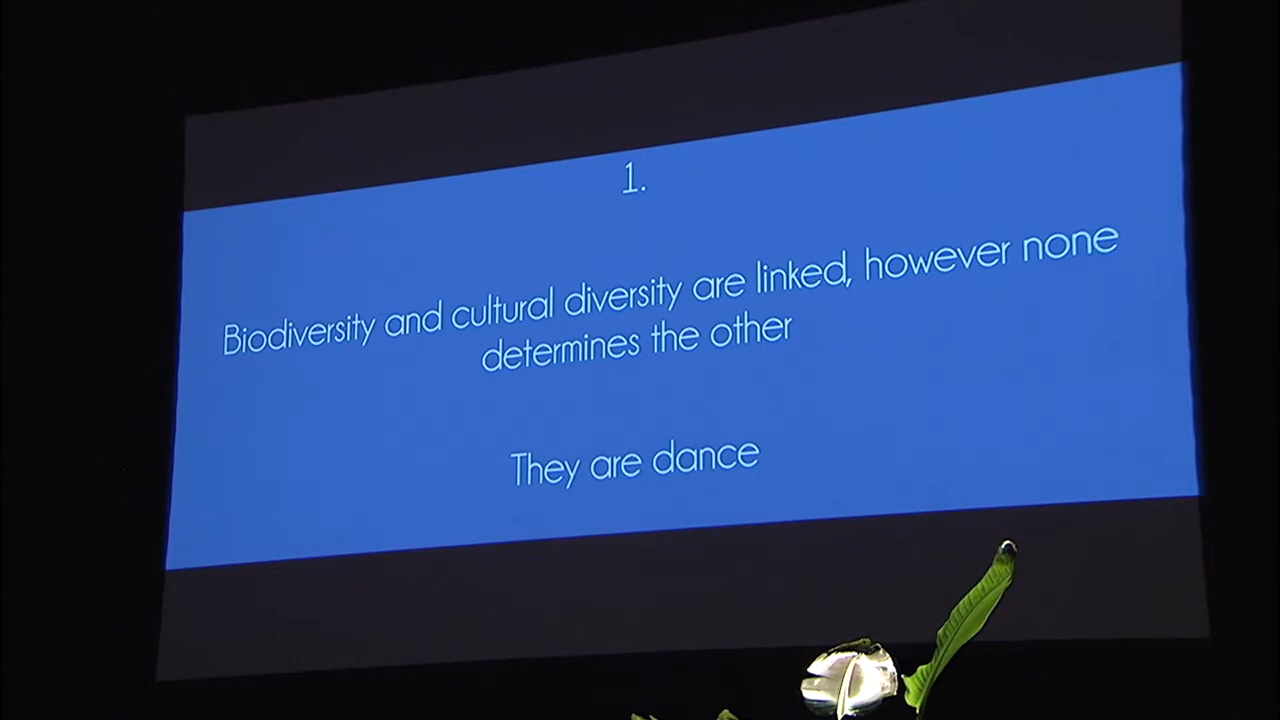 1.
Biodiversity and cultural diversity are linked, however none
determines the other
They are dance